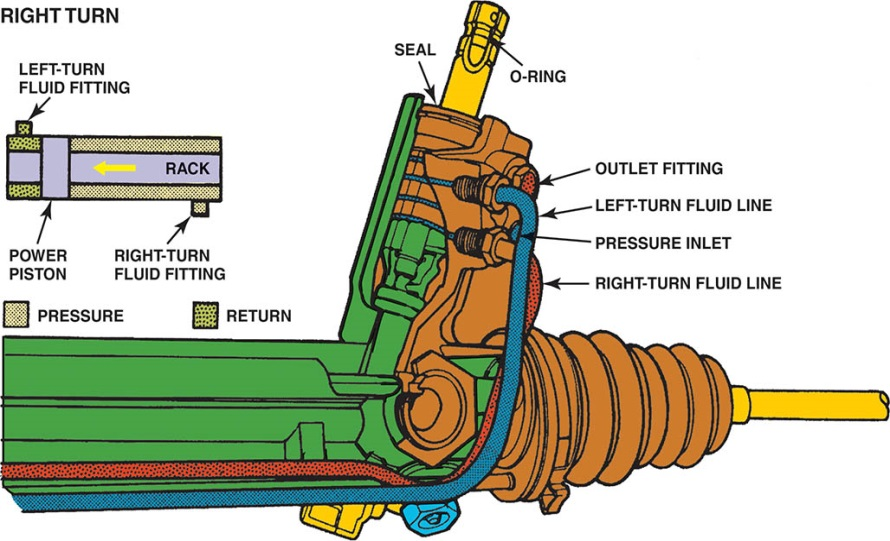 RIGHT TURN
LEFT-TURN
FLUID FITTING
RACK
POWER
PISTON
RIGHT-TURN
FLUID FITTING
PRESSURE
RETURN
SEAL
O-RING
OUTLET FITTING
LEFT-TURN FLUID LINE
PRESSURE INLET
RIGHT-TURN FLUID LINE